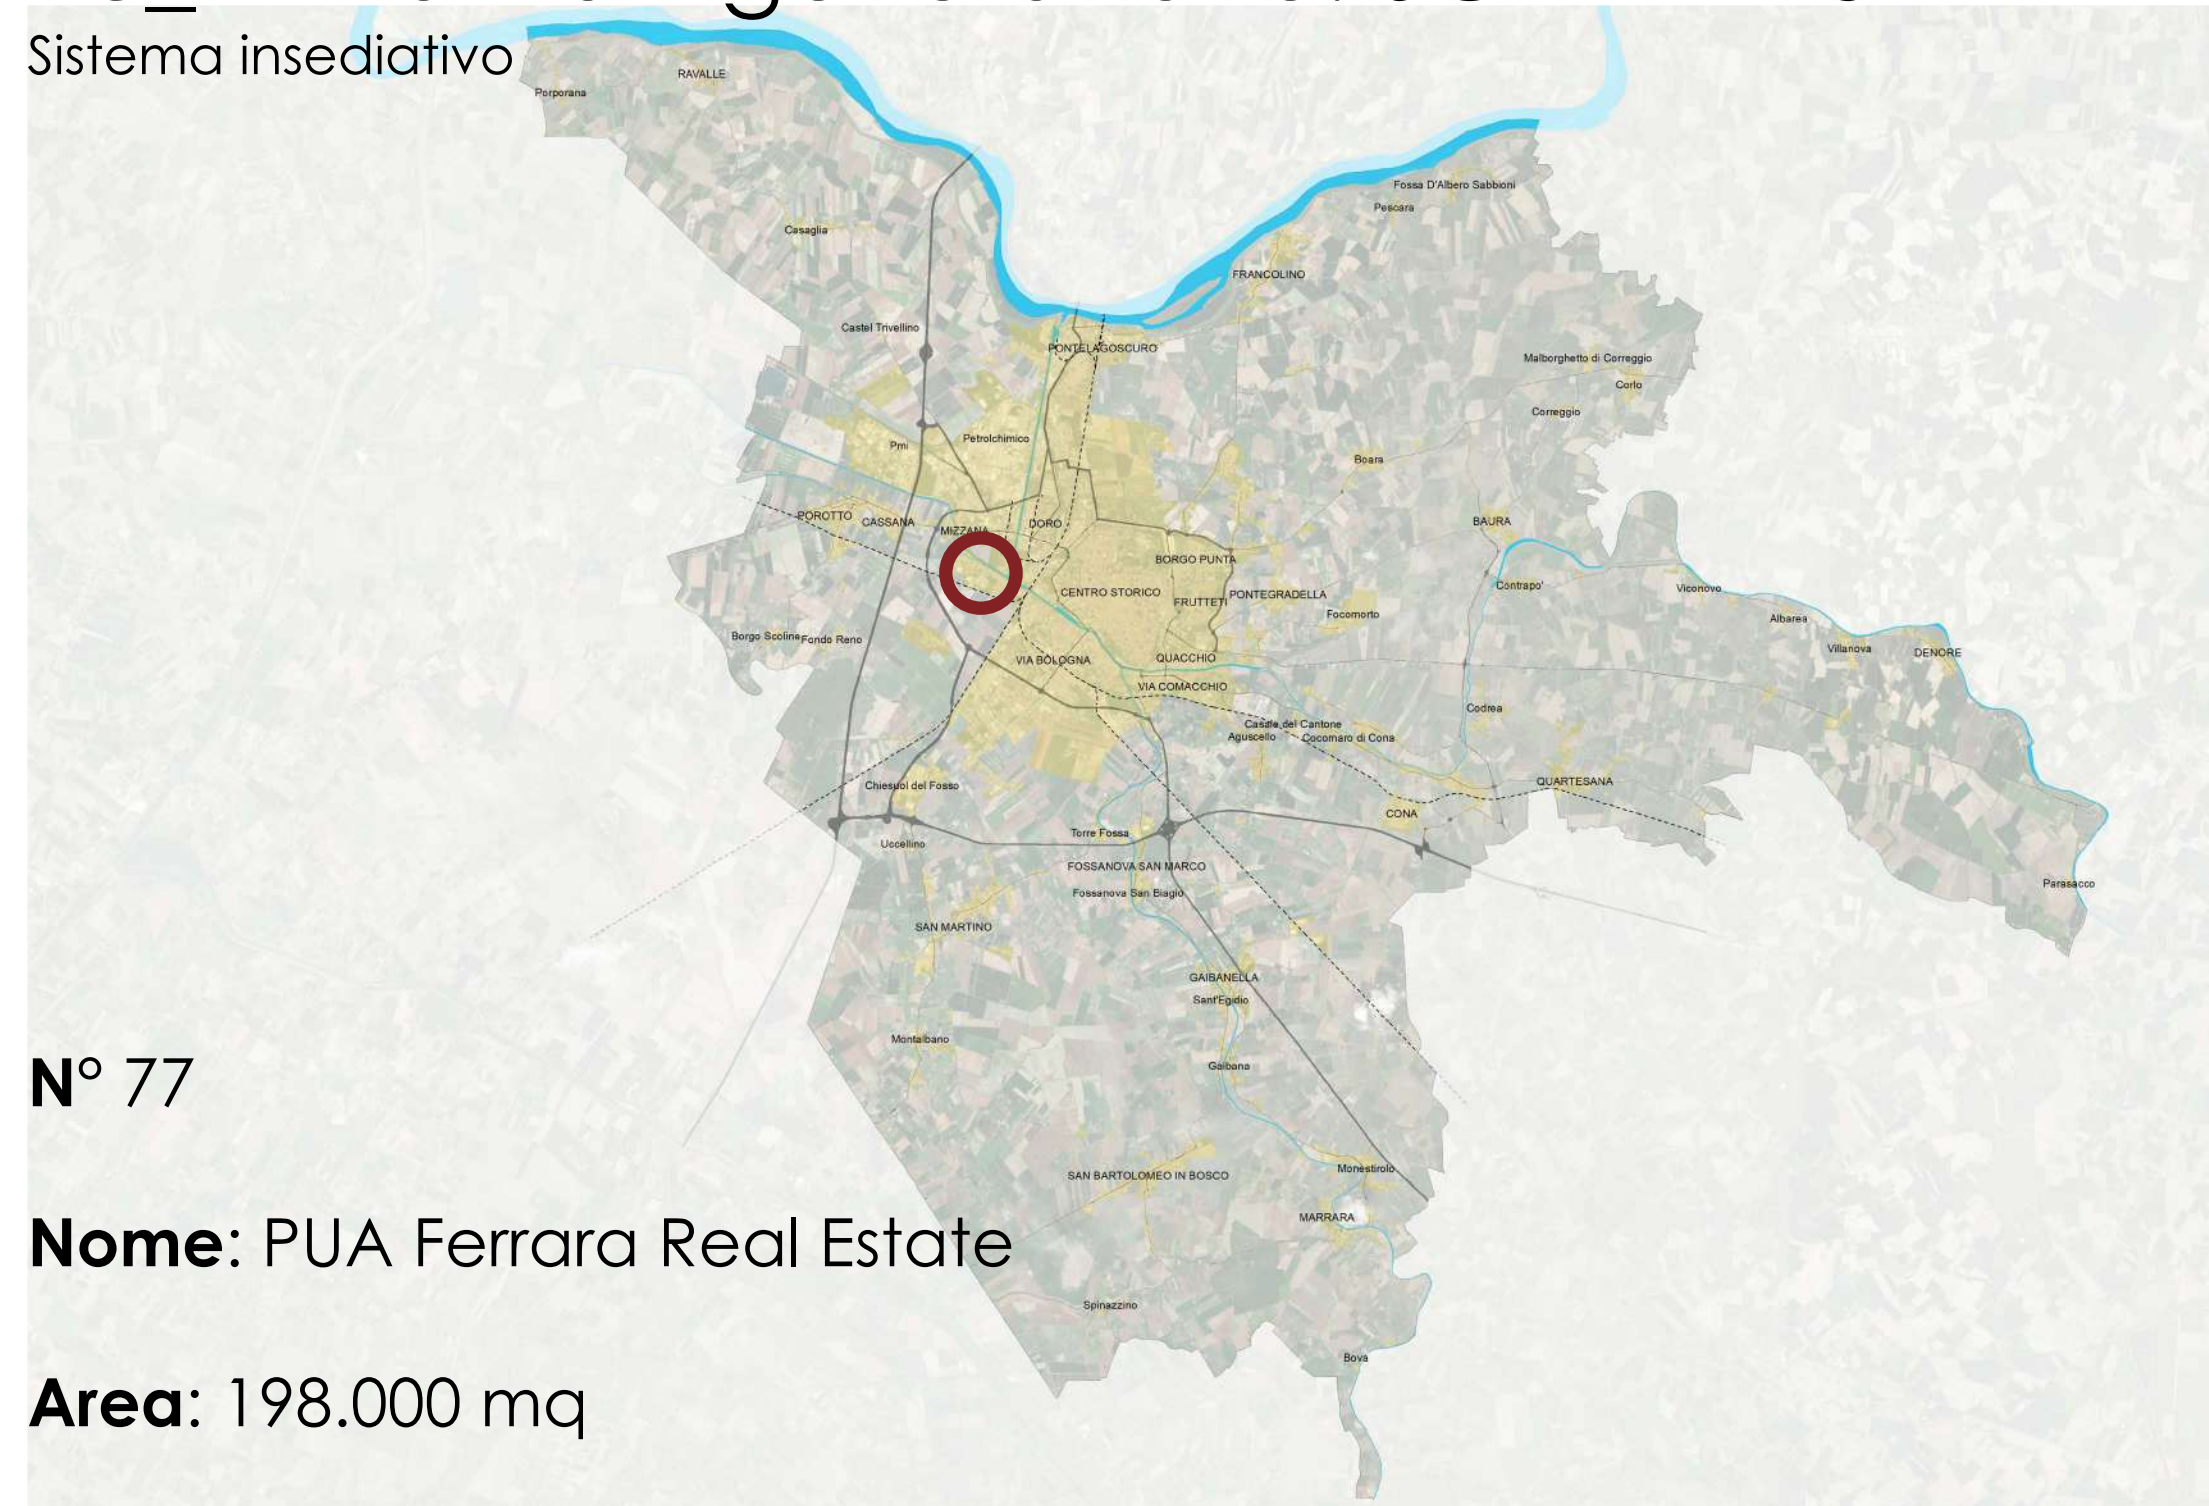 Sistema insediativo
RAVALLE
Porporana
Fossa D'Albero Sabbioni
Pescara
Casaglia
FRANCOLINO
Castel Trivellino
PONTELAGOSCURO
Malborghetto di Correggio
Corlo
Correggio
Pmi
Petrolchimico
Boara
POROTTO
CASSANA
MIZZANA
DORO
BAURA
BORGO PUNTA
CENTRO STORICO
FRUTTETI
PONTEGRADELLA
Focomorto
Contrapo'
Viconovo
Albarea
Villanova
DENORE
Borgo Scoline
Fondo Reno
VIA BOLOGNA
QUACCHIO
VIA COMACCHIO
Codrea
Casale del Cantone
Aguscello
Cocomaro di Cona
Chiesuol del Fosso
QUARTESANA
CONA
Torre Fossa
Uccellino
FOSSANOVA SAN MARCO
Fossanova San Biagio
Parasacco
SAN MARTINO
GAIBANELLA
Sant'Egidio
Montalbano
Gaibana
N° 77
SAN BARTOLOMEO IN BOSCO
Monestirolo
MARRARA
Nome: PUA Ferrara Real Estate
Spinazzino
Bova
Area: 198.000 mq